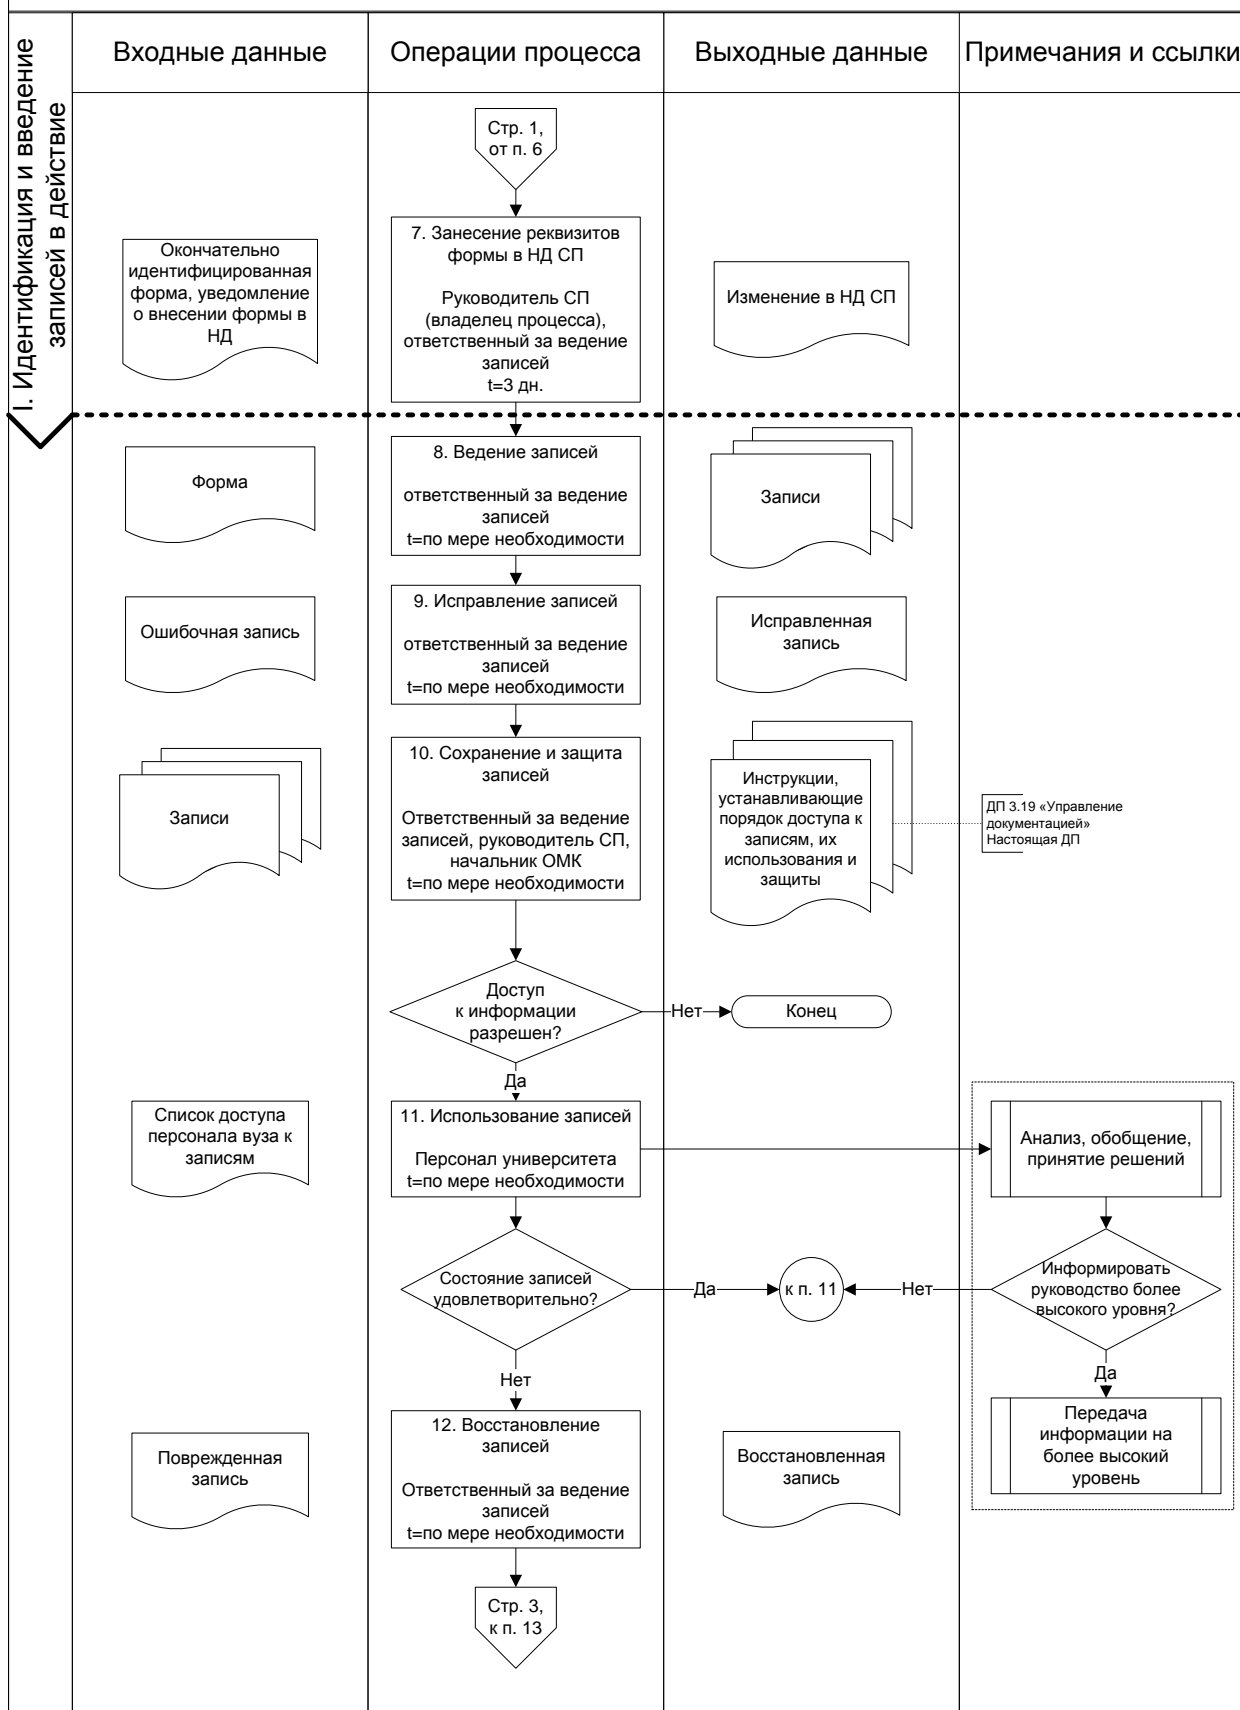 I. Идентификация и введение
записей в действие
Входные данные
Операции процесса
Выходные данные
Примечания и ссылки
Стр. 1,
от п. 6
Окончательно
идентифицированная
форма, уведомление
о внесении формы в
НД
7. Занесение реквизитов
формы в НД СП
Руководитель СП
(владелец процесса),
ответственный за ведение
записей
t=3 дн.
Изменение в НД СП
Форма
8. Ведение записей
ответственный за ведение
записей
t=по мере необходимости
Записи
Ошибочная запись
9. Исправление записей
ответственный за ведение
записей
t=по мере необходимости
Исправленная
запись
Записи
10. Сохранение и защита
записей
Ответственный за ведение
записей, руководитель СП,
начальник ОМК
t=по мере необходимости
Инструкции,
устанавливающие
порядок доступа к
записям, их
использования и
защиты
ДП 3.19 «Управление
документацией»
Настоящая ДП
Доступ
к информации
разрешен?
Нет
Конец
Да
Список доступа
персонала вуза к
записям
11. Использование записей
Персонал университета
t=по мере необходимости
Анализ, обобщение,
принятие решений
Состояние записей
удовлетворительно?
Да
к п. 11
Нет
Информировать
руководство более
высокого уровня?
Нет
Да
Поврежденная
запись
12. Восстановление
записей
Ответственный за ведение
записей
t=по мере необходимости
Восстановленная
запись
Передача
информации на
более высокий
уровень
Стр. 3,
к п. 13